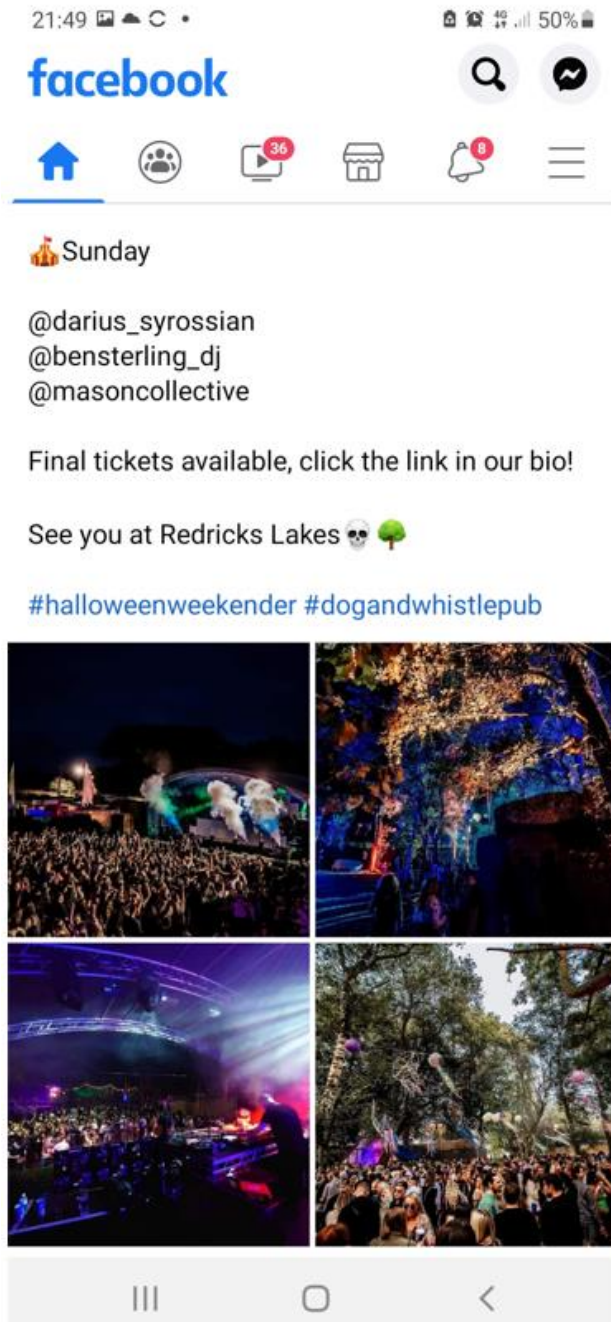 21:49 4G 50%
facebook
36 8
🎪Sunday
@darius_syrossian
@bensterling_dj
@masoncollective
Final tickets available, click the link in our bio!
See you at Redricks Lakes💀🌳
#halloweenweekender #dogandwhistlepub